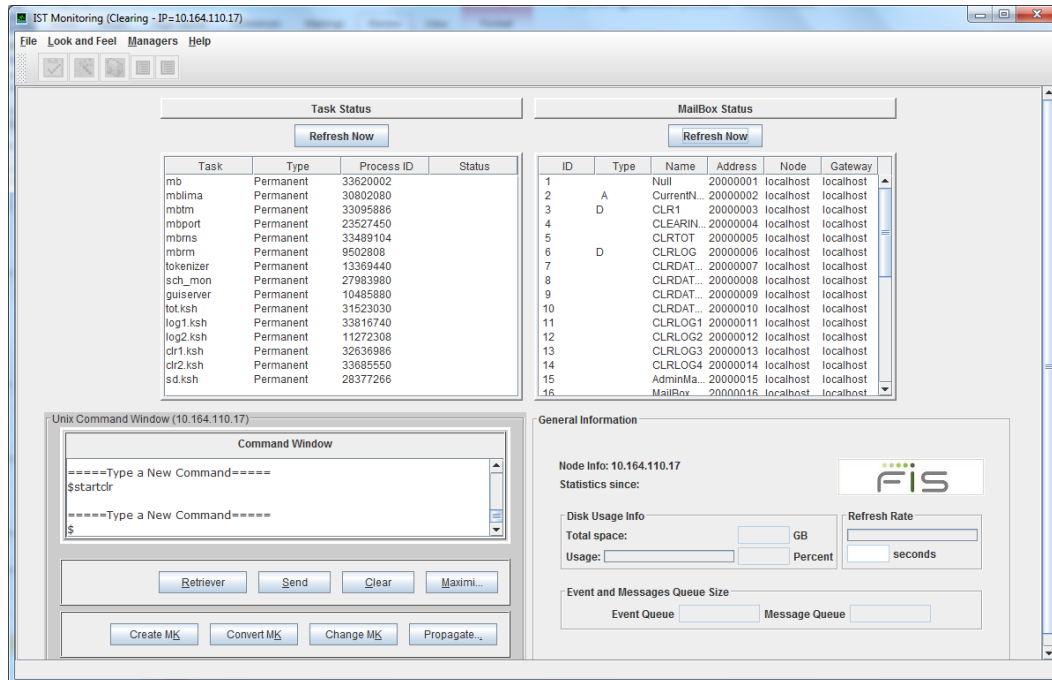 IST Monitoring (Clearing - IP=10.164.110.17)
File Look and Feel Managers Help
Task Status
Refresh Now
Task Type Process ID Status
mb Permanent 33620002
mblima Permanent 30802080
mbtm Permanent 33095886
mbport Permanent 23527450
mbrns Permanent 33489104
mbrm Permanent 9502808
tokenizer Permanent 13369440
sch_mon Permanent 27983980
guiserver Permanent 10485880
tot.ksh Permanent 31523030
log1.ksh Permanent 33816740
log2.ksh Permanent 11272308
clr1.ksh Permanent 32636986
clr2.ksh Permanent 33685550
sd.ksh Permanent 28377266
MailBox Status
Refresh Now
ID Type Name Address Node Gateway
1 Null 20000001 localhost localhost
2 A CurrentN... 20000002 localhost localhost
3 D CLR1 20000003 localhost localhost
4 CLEARIN... 20000004 localhost localhost
5 CLRTOT 20000005 localhost localhost
6 D CLRLOG 20000006 localhost localhost
7 CLRDAT... 20000007 localhost localhost
8 CLRDAT... 20000008 localhost localhost
9 CLRDAT... 20000009 localhost localhost
10 CLRDAT... 20000010 localhost localhost
11 CLRLOG1 20000011 localhost localhost
12 CLRLOG2 20000012 localhost localhost
13 CLRLOG3 20000013 localhost localhost
14 CLRLOG4 20000014 localhost localhost
15 AdminMa... 20000015 localhost localhost
16 MailBox 20000016 localhost localhost
Unix Command Window (10.164.110.17)
Command Window
=====Type a New Command=====
$startclr
=====Type a New Command=====
$
Retriever Send Clear Maximi...
Create MK Convert MK Change MK Propagate...
General Information
Node Info: 10.164.110.17
Statistics since:
FIS
Disk Usage Info
Total space: GB
Usage: Percent
Refresh Rate
seconds
Event and Messages Queue Size
Event Queue Message Queue